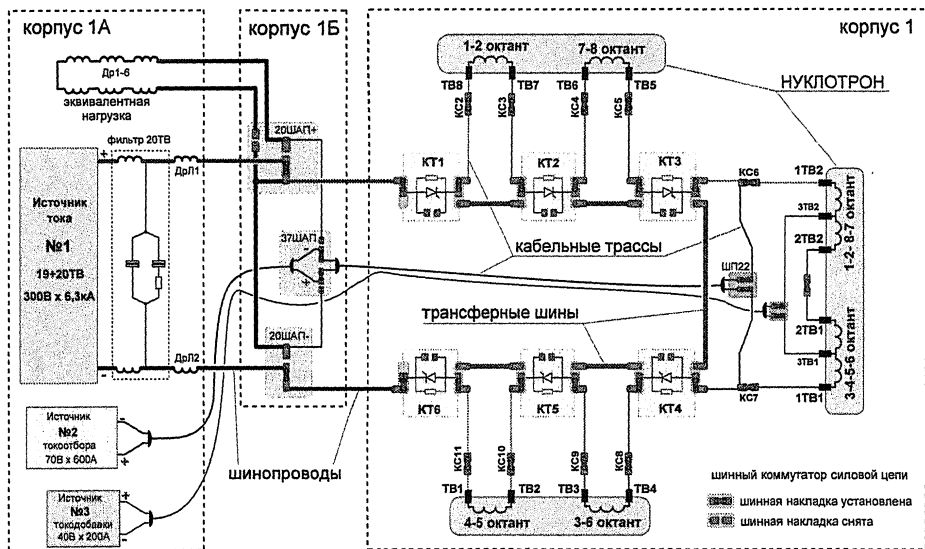 корпус 1А
корпус 1Б
корпус 1
Др1-6
эквивалентная
нагрузка
фильтр 20ТВ
ДрЛ1
Источник
тока
№1
19+20ТВ
300В х 6,3кА
+
-
ДрЛ2
Источник
№2
токоотбора
70В х 600А
-
+
Источник
№3
токодобавки
40В х 200А
+
-
20ШАП+
37ШАП
-
+
20ШАП-
шинопроводы
1-2 октант
7-8 октант
ТВ8
ТВ7
ТВ6
ТВ5
НУКЛОТРОН
КС2
КС3
КС4
КС5
КТ1
КТ2
КТ3
КС6
1ТВ2
3ТВ2
2ТВ2
1-2- 8-7 октант
кабельные трассы
ШП22
трансферные шины
2ТВ1
3ТВ1
1ТВ1
3-4-5-6 октант
КТ6
КТ5
КТ4
КС7
КС11
КС10
КС9
КС8
ТВ1
ТВ2
ТВ3
ТВ4
4-5 октант
3-6 октант
шинный коммутатор силовой цепи
шинная накладка установлена
шинная накладка снята